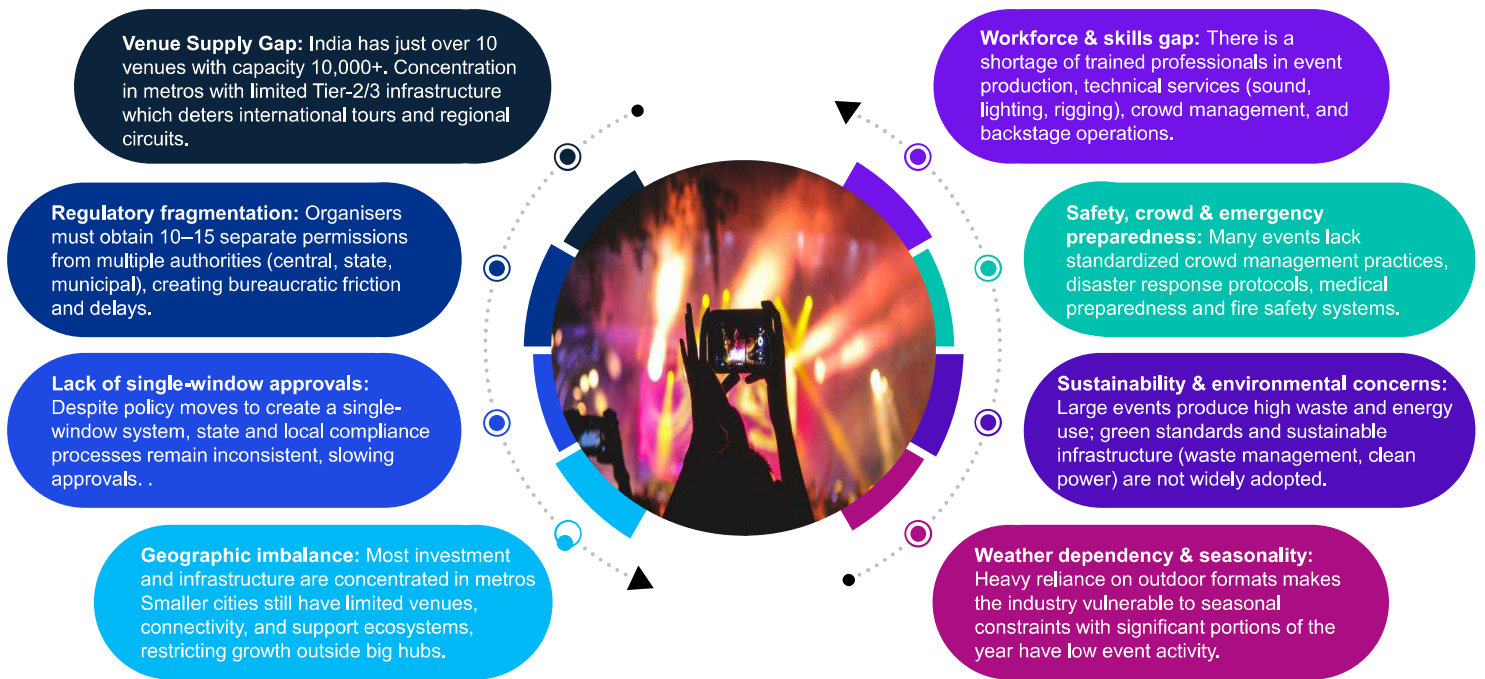 Venue Supply Gap: India has just over 10
venues with capacity 10,000+. Concentration
in metros with limited Tier-2/3 infrastructure
which deters international tours and regional
circuits.
Regulatory fragmentation: Organisers
must obtain 10–15 separate permissions
from multiple authorities (central, state,
municipal), creating bureaucratic friction
and delays.
Lack of single-window approvals:
Despite policy moves to create a single-
window system, state and local compliance
processes remain inconsistent, slowing
approvals. .
Geographic imbalance: Most investment
and infrastructure are concentrated in metros
Smaller cities still have limited venues,
connectivity, and support ecosystems,
restricting growth outside big hubs.
Workforce & skills gap: There is a
shortage of trained professionals in event
production, technical services (sound,
lighting, rigging), crowd management, and
backstage operations.
Safety, crowd & emergency
preparedness: Many events lack
standardized crowd management practices,
disaster response protocols, medical
preparedness and fire safety systems.
Sustainability & environmental concerns:
Large events produce high waste and energy
use; green standards and sustainable
infrastructure (waste management, clean
power) are not widely adopted.
Weather dependency & seasonality:
Heavy reliance on outdoor formats makes
the industry vulnerable to seasonal
constraints with significant portions of the
year have low event activity.